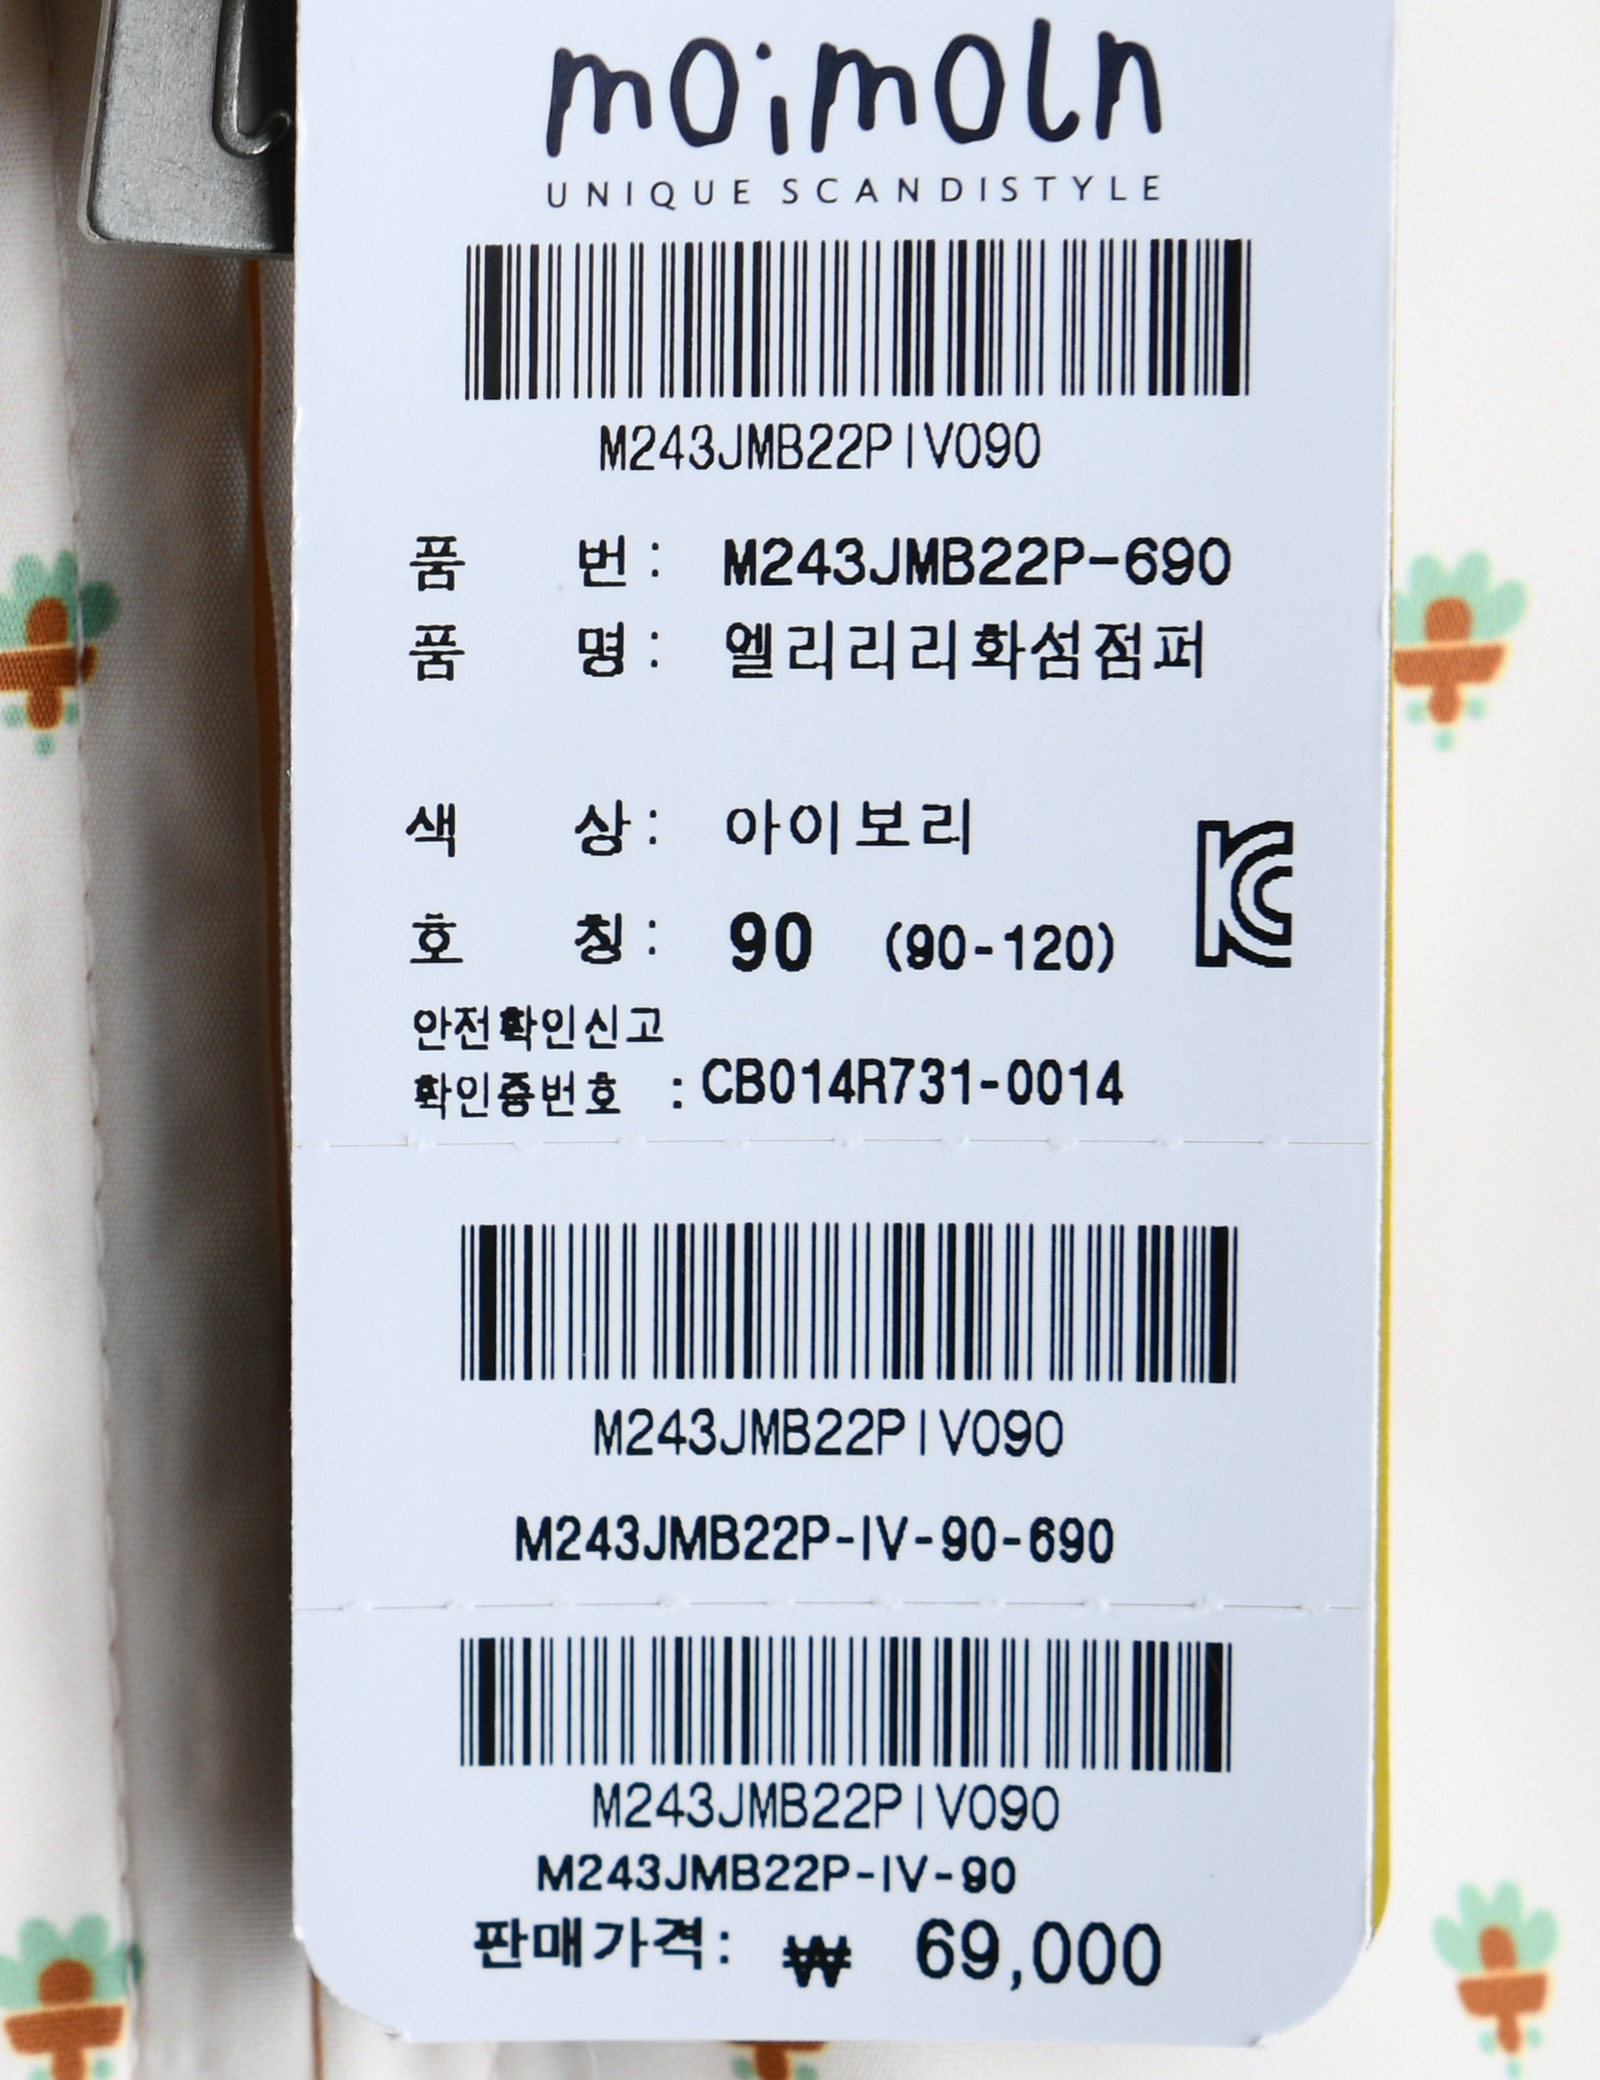 moimoln
UNIQUE SCANDISTYLE
M243JMB22PIV090
품 번 : M243JMB22P-690
품 명 : 엘리리리화섬점퍼
색 상 : 아이보리
호 칭 : 90 (90-120)
KC
안전확인신고
확인증번호 : CB014R731-0014
M243JMB22PIV090
M243JMB22P-IV-90-690
M243JMB22PIV090
M243JMB22P-IV-90
판매가격: ₩ 69,000